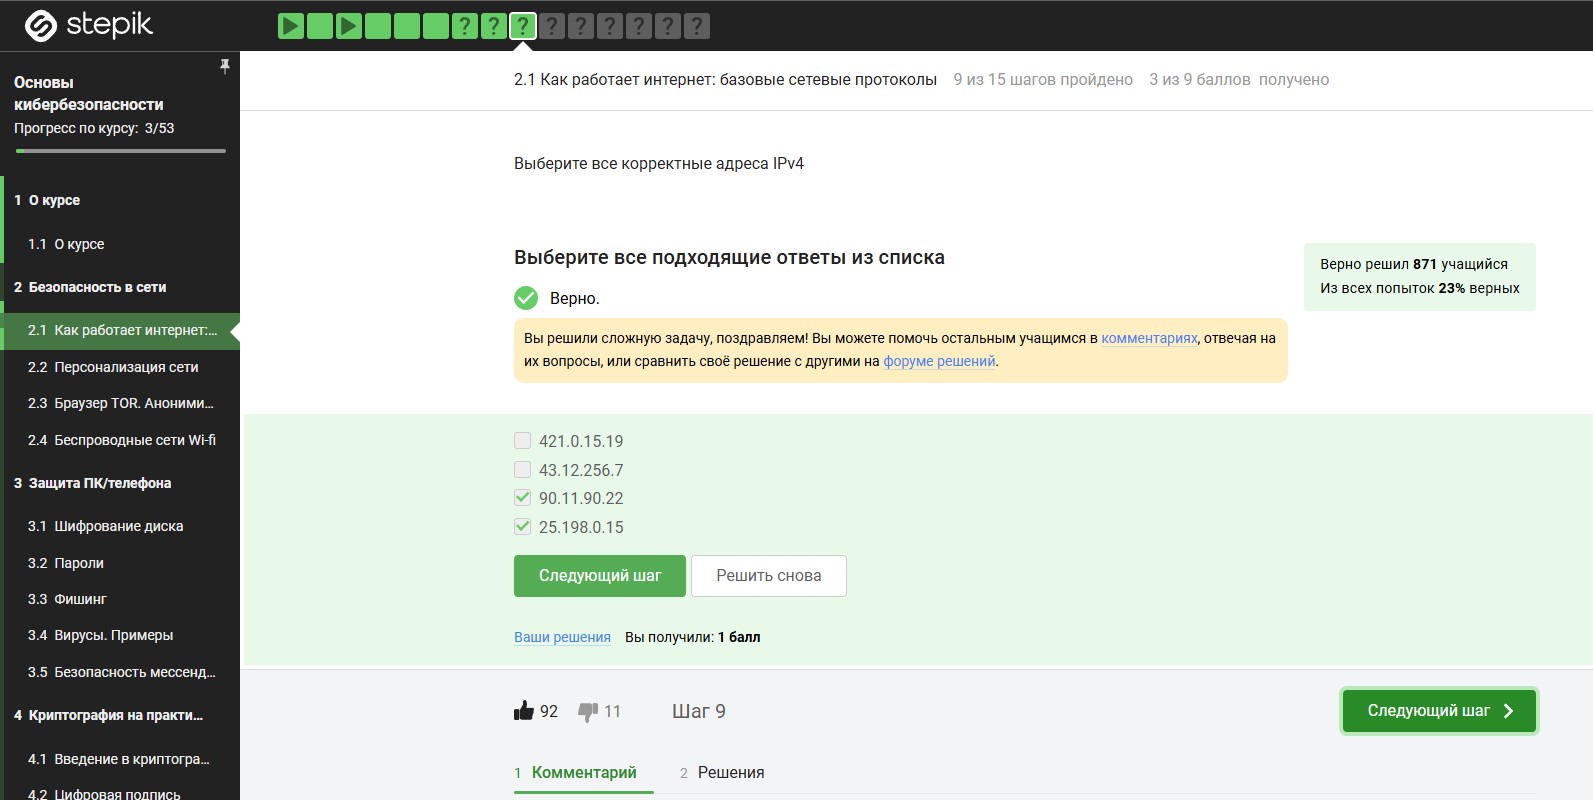 stepik
? ? ? ? ? ? ? ? ?
Основы
кибербезопасности
Прогресс по курсу: 3/53
1 О курсе
1.1 О курсе
2 Безопасность в сети
2.1 Как работает интернет:...
2.2 Персонализация сети
2.3 Браузер TOR. Аноними...
2.4 Беспроводные сети Wi-fi
3 Защита ПК/телефона
3.1 Шифрование диска
3.2 Пароли
3.3 Фишинг
3.4 Вирусы. Примеры
3.5 Безопасность мессенд...
4 Криптография на практи...
4.1 Введение в криптогра...
4.2 Цифровая подпись
2.1 Как работает интернет: базовые сетевые протоколы 9 из 15 шагов пройдено 3 из 9 баллов получено
Выберите все корректные адреса IPv4
Выберите все подходящие ответы из списка
Верно.
Вы решили сложную задачу, поздравляем! Вы можете помочь остальным учащимся в комментариях, отвечая на
их вопросы, или сравнить своё решение с другими на форуме решений.
Верно решил 871 учащийся
Из всех попыток 23% верных
421.0.15.19
43.12.256.7
90.11.90.22
25.198.0.15
Следующий шаг Решить снова
Ваши решения Вы получили: 1 балл
92 11 Шаг 9 Следующий шаг
1 Комментарий 2 Решения